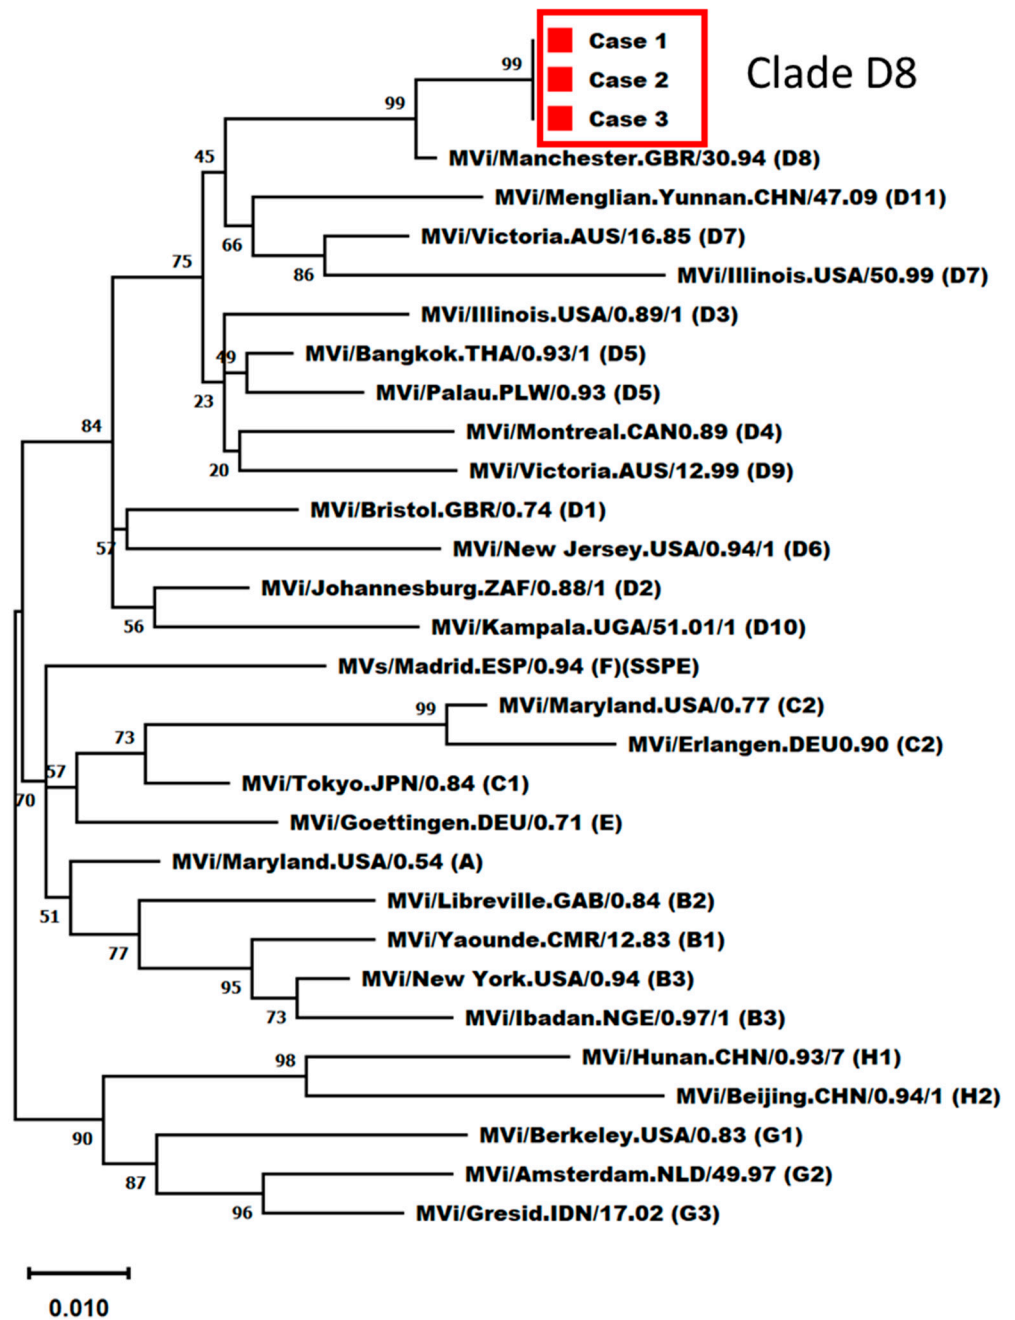 99
Case 1
Case 2
Case 3
Clade D8
99
MVi/Manchester.GBR/30.94 (D8)
45
MVi/Menglian.Yunnan.CHN/47.09 (D11)
66
MVi/Victoria.AUS/16.85 (D7)
86
MVi/Illinois.USA/50.99 (D7)
75
MVi/Illinois.USA/0.89/1 (D3)
49
MVi/Bangkok.THA/0.93/1 (D5)
MVi/Palau.PLW/0.93 (D5)
23
MVi/Montreal.CAN0.89 (D4)
20
MVi/Victoria.AUS/12.99 (D9)
84
MVi/Bristol.GBR/0.74 (D1)
57
MVi/New Jersey.USA/0.94/1 (D6)
MVi/Johannesburg.ZAF/0.88/1 (D2)
56
MVi/Kampala.UGA/51.01/1 (D10)
MVs/Madrid.ESP/0.94 (F)(SSPE)
99
MVi/Maryland.USA/0.77 (C2)
73
MVi/Erlangen.DEU0.90 (C2)
57
MVi/Tokyo.JPN/0.84 (C1)
70
MVi/Goettingen.DEU/0.71 (E)
MVi/Maryland.USA/0.54 (A)
51
MVi/Libreville.GAB/0.84 (B2)
77
MVi/Yaounde.CMR/12.83 (B1)
95
MVi/New York.USA/0.94 (B3)
73
MVi/Ibadan.NGE/0.97/1 (B3)
98
MVi/Hunan.CHN/0.93/7 (H1)
MVi/Beijing.CHN/0.94/1 (H2)
90
MVi/Berkeley.USA/0.83 (G1)
87
MVi/Amsterdam.NLD/49.97 (G2)
96
MVi/Gresid.IDN/17.02 (G3)
0.010